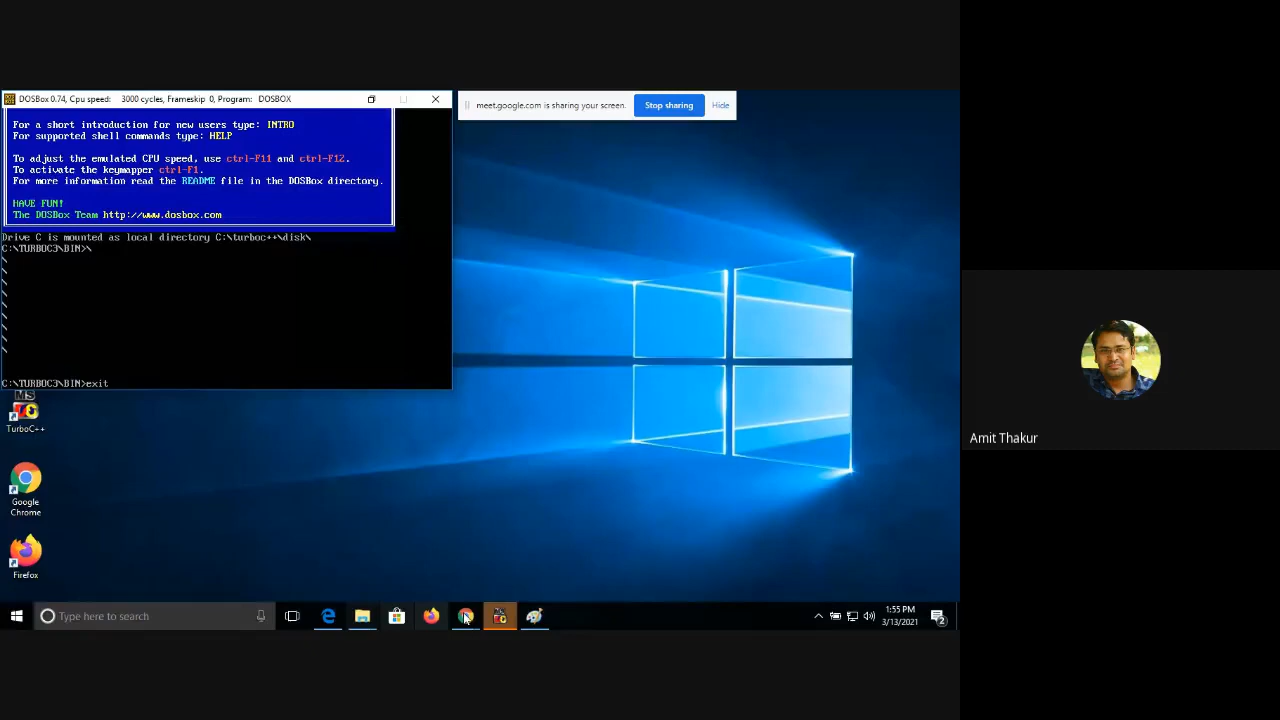 DOSBox 0.74, Cpu speed: 3000 cycles, Frameskip 0, Program: DOSBOX
meet.google.com is sharing your screen.
Stop sharing
Hide
For a short introduction for new users type: INTRO
For supported shell commands type: HELP
To adjust the emulated CPU speed, use ctrl-F11 and ctrl-F12.
To activate the keymapper ctrl-F1.
For more information read the README file in the DOSBox directory.
HAVE FUN!
The DOSBox Team http://www.dosbox.com
Drive C is mounted as local directory C:\turboc++\disk\
C:\TURBOC3\BIN>\
\
\
\
\
\
\
\
\
\
C:\TURBOC3\BIN>exit
TurboC++
Google
Chrome
Firefox
Amit Thakur
Type here to search
1:55 PM
3/13/2021
2